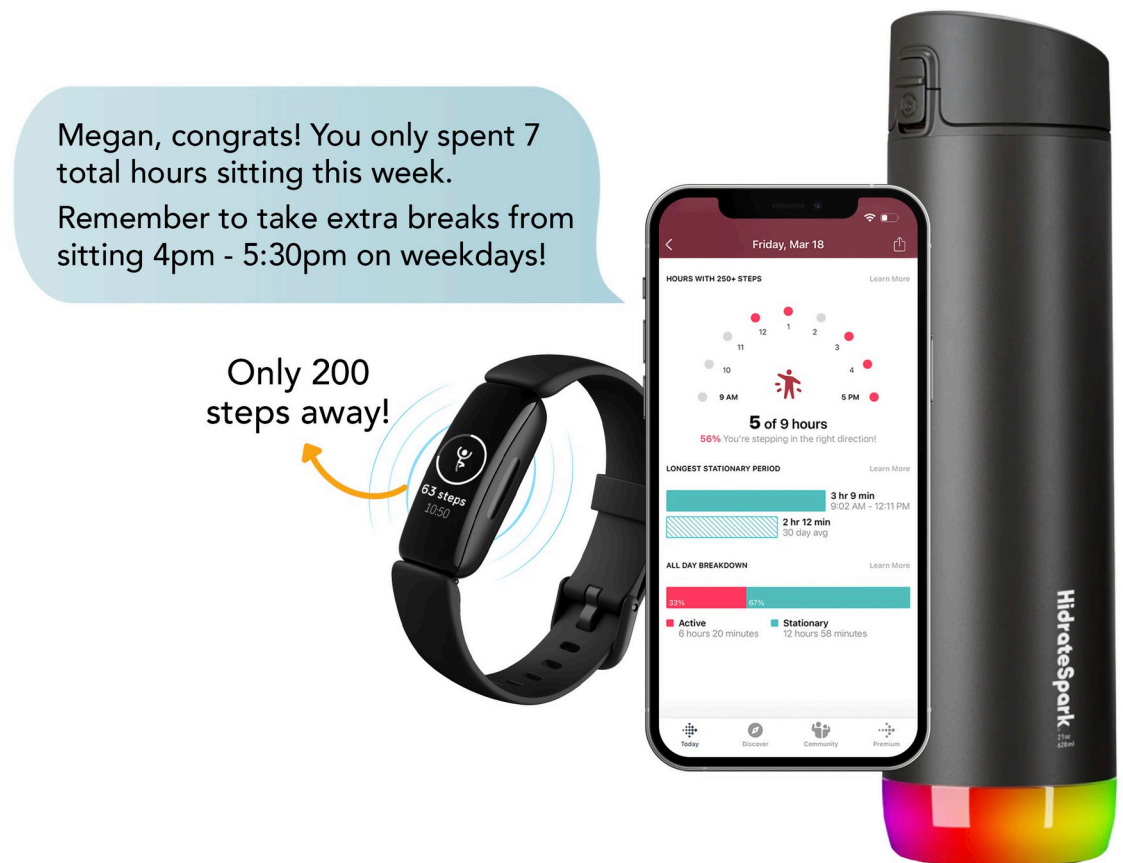 Megan, congrats! You only spent 7
total hours sitting this week.
Remember to take extra breaks from
sitting 4pm - 5:30pm on weekdays!
Only 200
steps away!
63 steps
10:50
Friday, Mar 18
HOURS WITH 250+ STEPS
Learn More
9 AM
10
11
12
1
2
3
4
5 PM
5 of 9 hours
56% You're stepping in the right direction!
LONGEST STATIONARY PERIOD
Learn More
3 hr 9 min
9:02 AM - 12:11 PM
2 hr 12 min
30 day avg
ALL DAY BREAKDOWN
Learn More
33%
67%
Active
6 hours 20 minutes
Stationary
12 hours 58 minutes
Today
Discover
Community
Premium
HidrateSpark
21oz
620ml